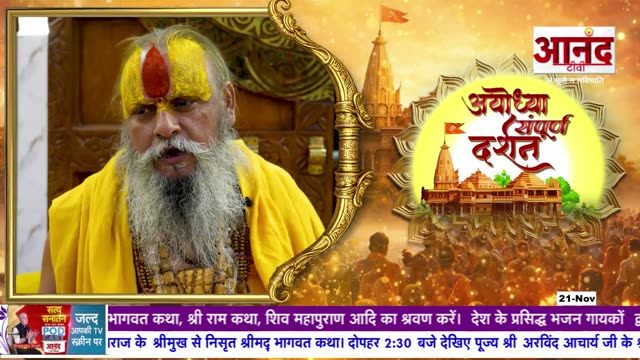 आनंद
टीवी
अयोध्या
संपूर्ण
दर्शन
21-Nov
सत्य
सनातन
POD
जल्द
आपकी TV
स्क्रीन पर
भागवत कथा, श्री राम कथा, शिव महापुराण आदि का श्रवण करें। देश के प्रसिद्ध भजन गायकों
राज के श्रीमुख से निसृत श्रीमद् भागवत कथा। दोपहर 2:30 बजे देखिए पूज्य श्री अरविंद आचार्य जी के